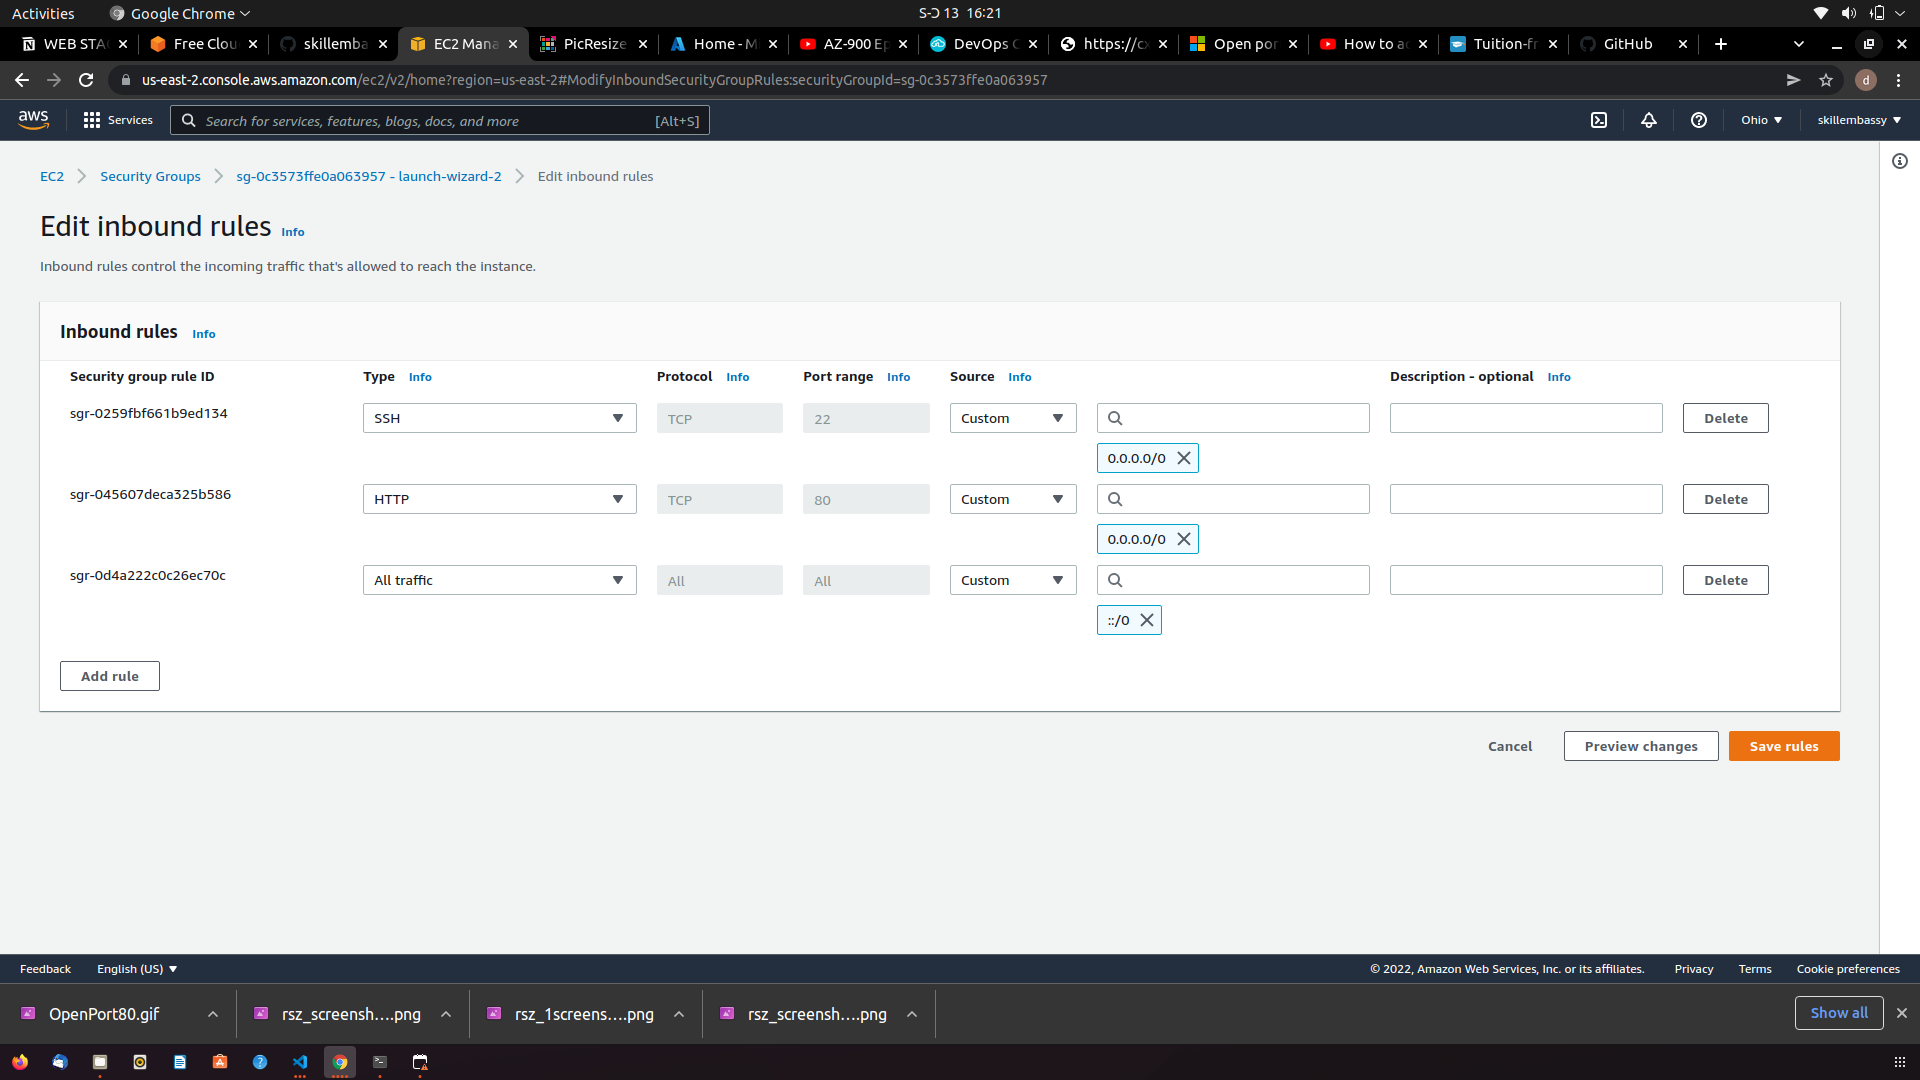 Activities Google Chrome S-Ɔ 13 16:21
WEB STA Free Clou skillemba EC2 Mana PicResize Home - M AZ-900 Ep DevOps C https://cx Open por How to ac Tuition-fr GitHub
us-east-2.console.aws.amazon.com/ec2/v2/home?region=us-east-2#ModifyInboundSecurityGroupRules:securityGroupId=sg-0c3573ffe0a063957 d
aws Services Search for services, features, blogs, docs, and more [Alt+S] Ohio skillembassy
EC2 Security Groups sg-0c3573ffe0a063957 - launch-wizard-2 Edit inbound rules
Edit inbound rules Info
Inbound rules control the incoming traffic that's allowed to reach the instance.
Inbound rules Info
Security group rule ID Type Info Protocol Info Port range Info Source Info Description - optional Info
sgr-0259fbf661b9ed134 SSH TCP 22 Custom Delete
0.0.0.0/0
sgr-045607deca325b586 HTTP TCP 80 Custom Delete
0.0.0.0/0
sgr-0d4a222c0c26ec70c All traffic All All Custom Delete
::/0
Add rule
Cancel Preview changes Save rules
Feedback English (US) © 2022, Amazon Web Services, Inc. or its affiliates. Privacy Terms Cookie preferences
OpenPort80.gif rsz_screensh....png rsz_1screens....png rsz_screensh....png Show all